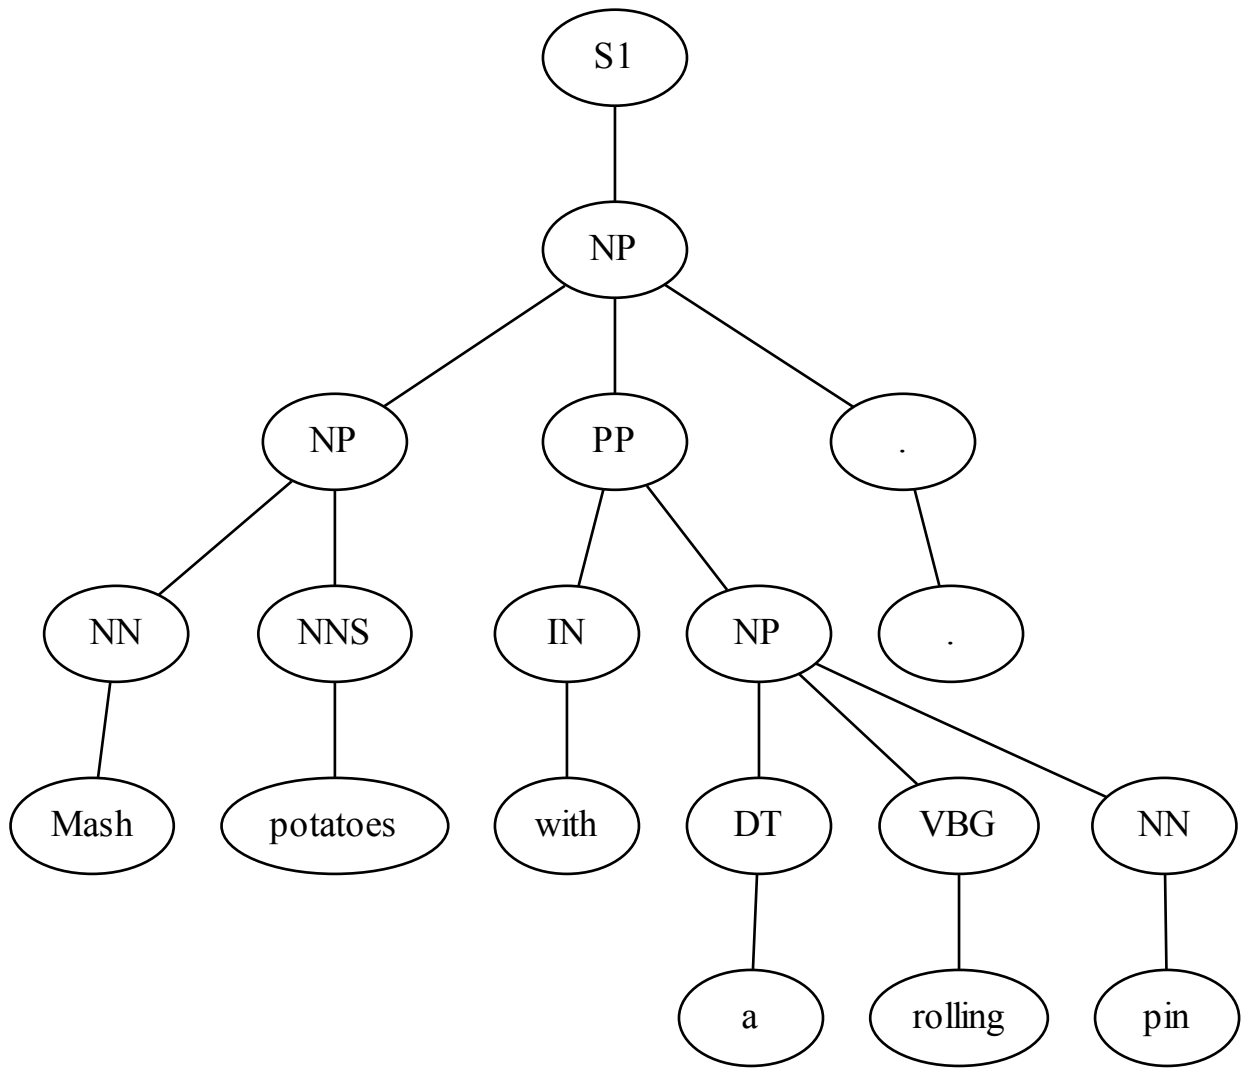 S1
NP
NP PP .
NN NNS IN NP .
Mash potatoes with DT VBG NN
a rolling pin